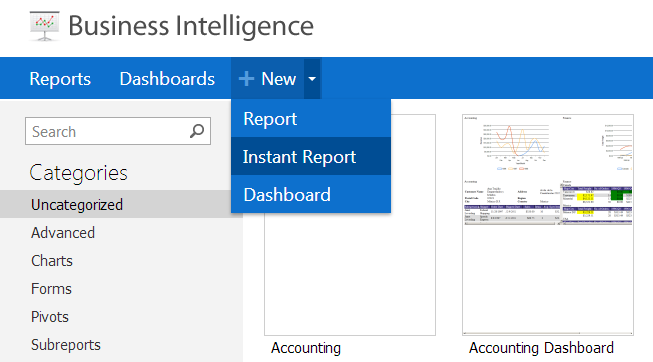 Business Intelligence
Reports
Dashboards
New
Report
Instant Report
Dashboard
Search
Categories
Uncategorized
Advanced
Charts
Forms
Pivots
Subreports
Accounting
Accounting Dashboard